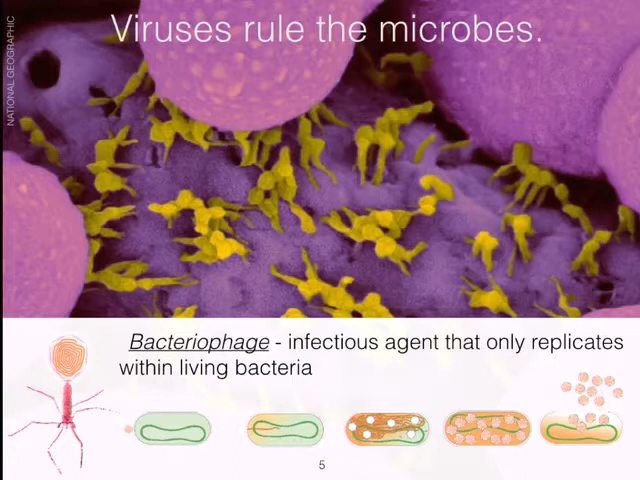 Viruses rule the microbes.
NATIONAL GEOGRAPHIC
Bacteriophage - infectious agent that only replicates
within living bacteria
5